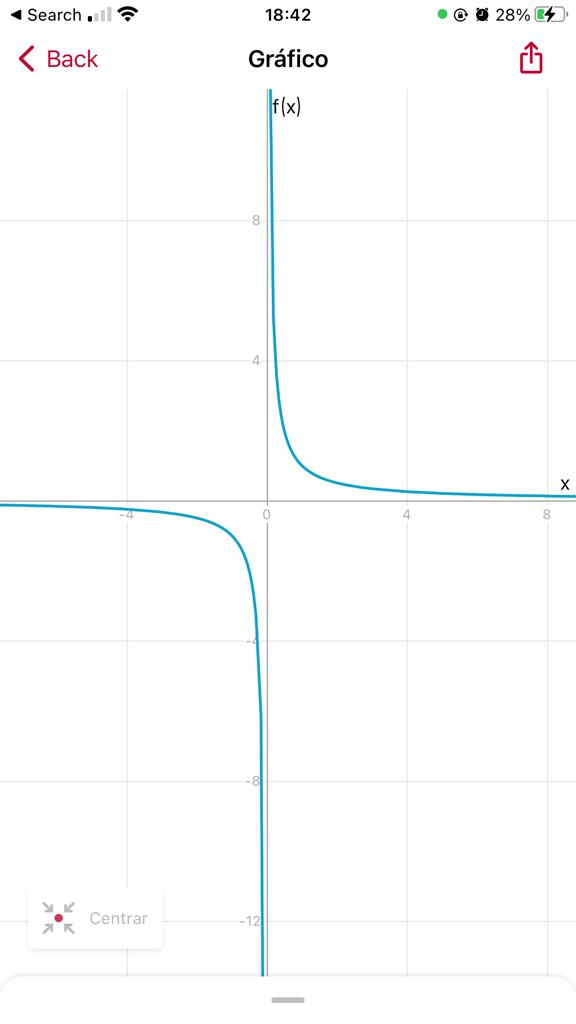 Search 18:42 28%
Back Gráfico
f(x)
8
4
x
-4 0 4 8
-4
-8
-12
Centrar